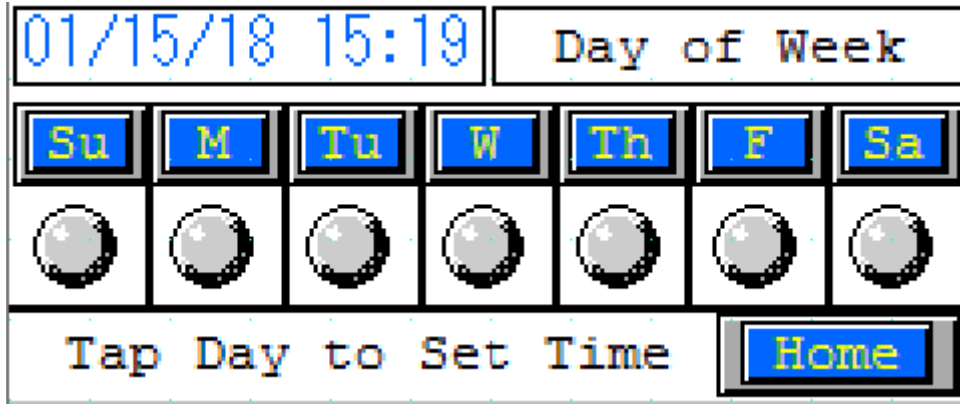 01/15/18 15:19 Day of Week
Su M Tu W Th F Sa
Tap Day to Set Time Home